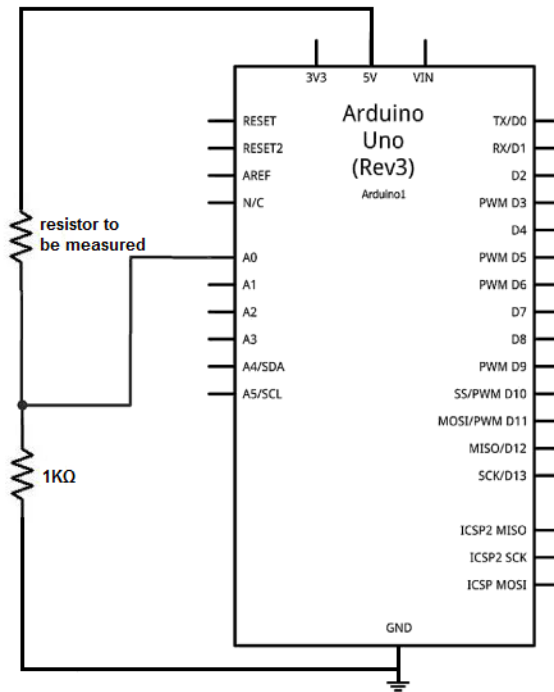 3V3
5V
VIN
Arduino
Uno
(Rev3)
Arduino1
RESET
RESET2
AREF
N/C
A0
A1
A2
A3
A4/SDA
A5/SCL
TX/D0
RX/D1
D2
PWM D3
D4
PWM D5
PWM D6
D7
D8
PWM D9
SS/PWM D10
MOSI/PWM D11
MISO/D12
SCK/D13
ICSP2 MISO
ICSP2 SCK
ICSP MOSI
GND
resistor to
be measured
1KΩ